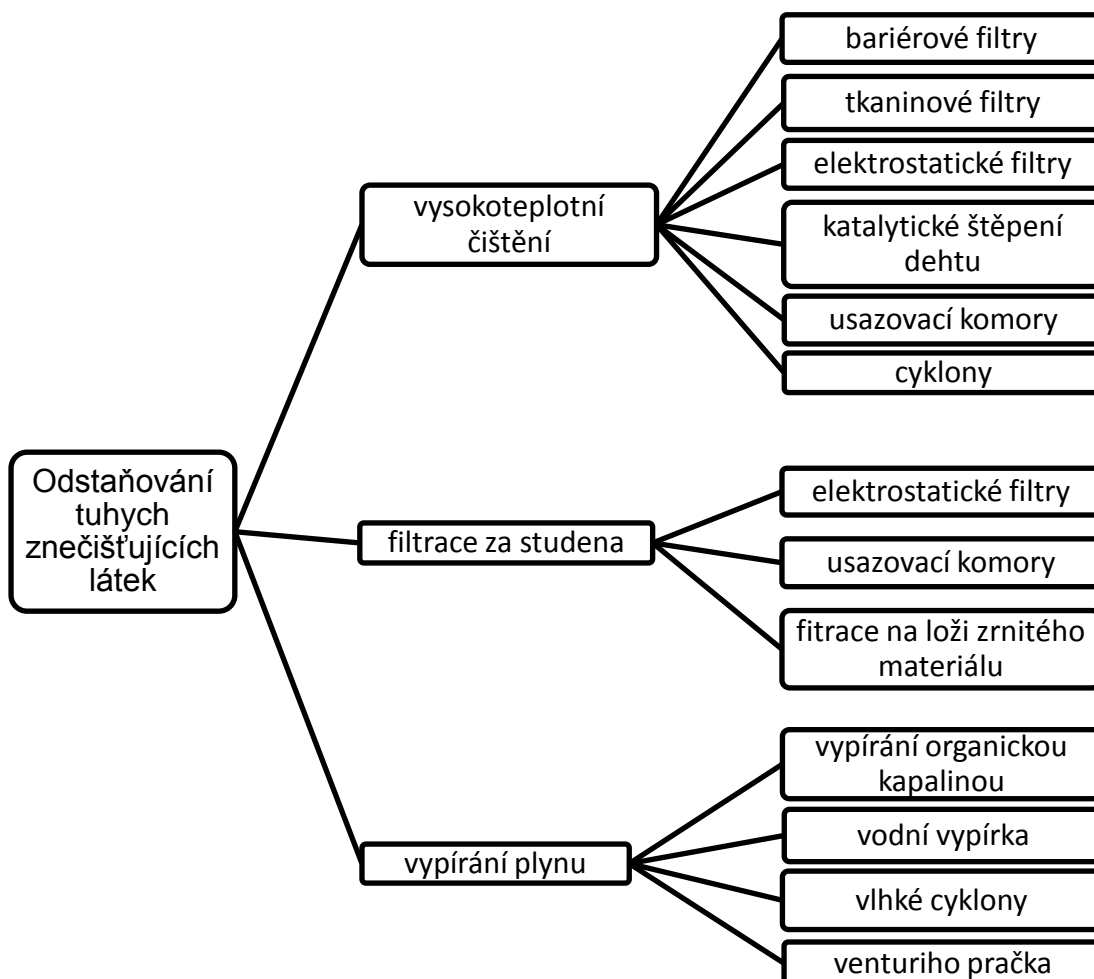 Odstaňování
tuhych
znečišťujících
látek
vysokoteplotní
čištění
bariérové filtry
tkaninové filtry
elektrostatické filtry
katalytické štěpení
dehtu
usazovací komory
cyklony
filtrace za studena
elektrostatické filtry
usazovací komory
fitrace na loži zrnitého
materiálu
vypírání plynu
vypírání organickou
kapalinou
vodní vypírka
vlhké cyklony
venturiho pračka